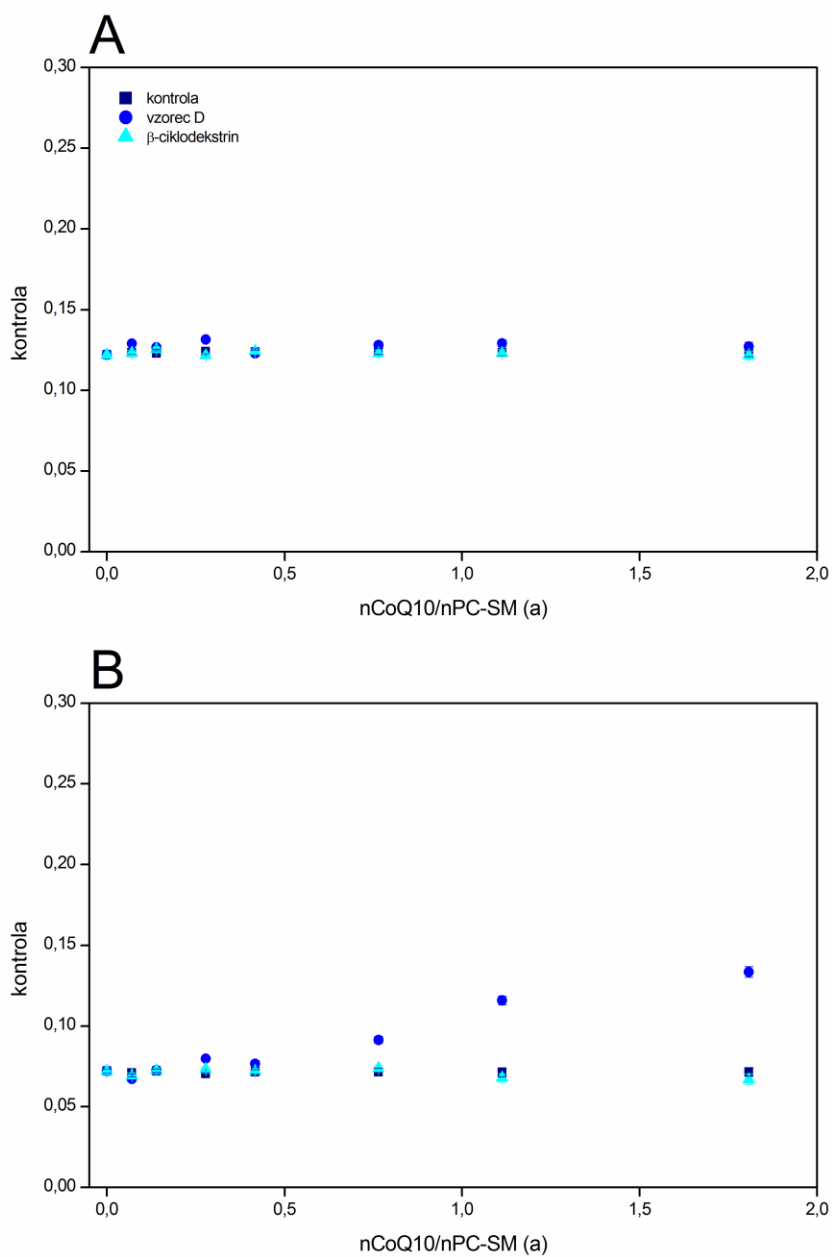 A
0,30
kontrola
vzorec D
β-ciklodekstrin
0,25
0,20
0,15
kontrola
0,10
0,05
0,00
0,0 0,5 1,0 1,5 2,0
nCoQ10/nPC-SM (a)
B
0,30
0,25
0,20
0,15
kontrola
0,10
0,05
0,00
0,0 0,5 1,0 1,5 2,0
nCoQ10/nPC-SM (a)